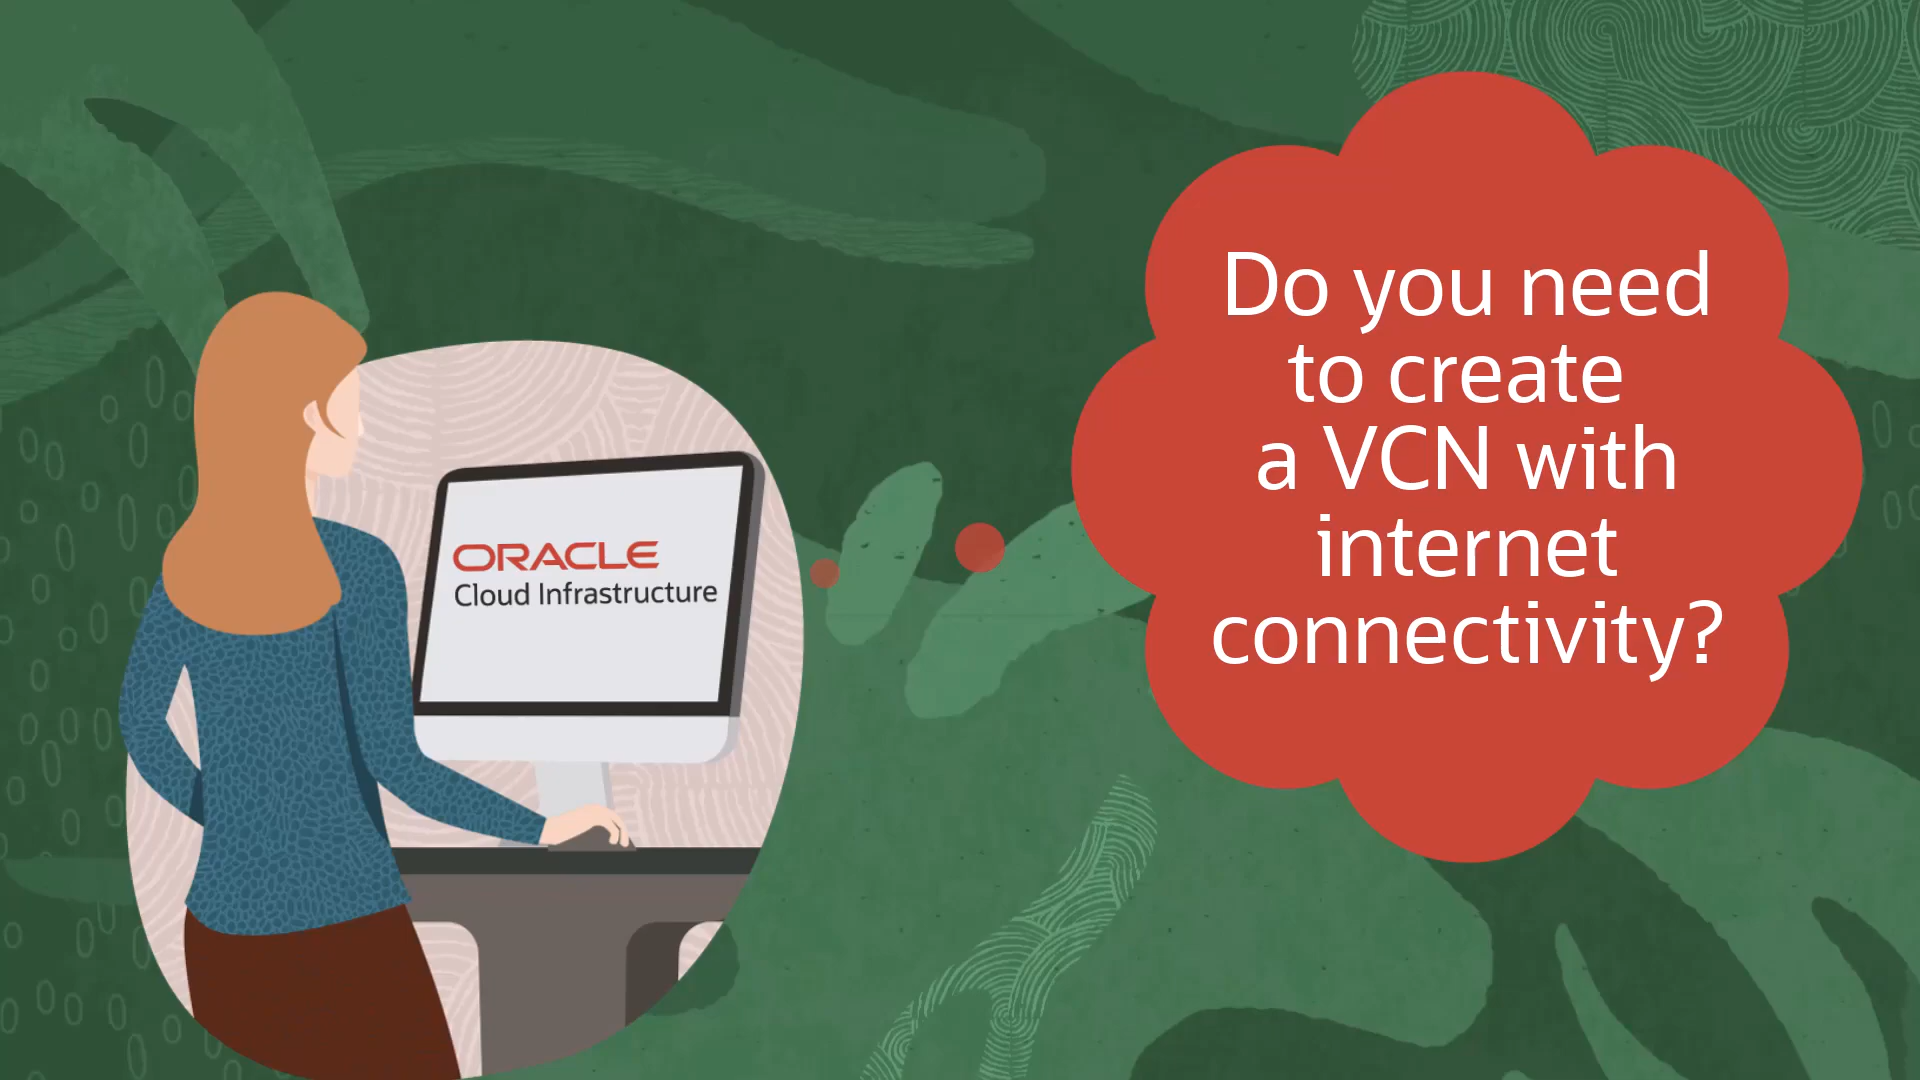 ORACLE
Cloud Infrastructure
Do you need
to create
a VCN with
internet
connectivity?